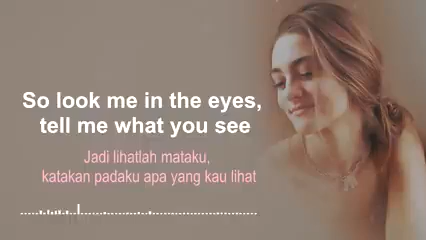 So look me in the eyes,
tell me what you see
Jadi lihatlah mataku,
katakan padaku apa yang kau lihat